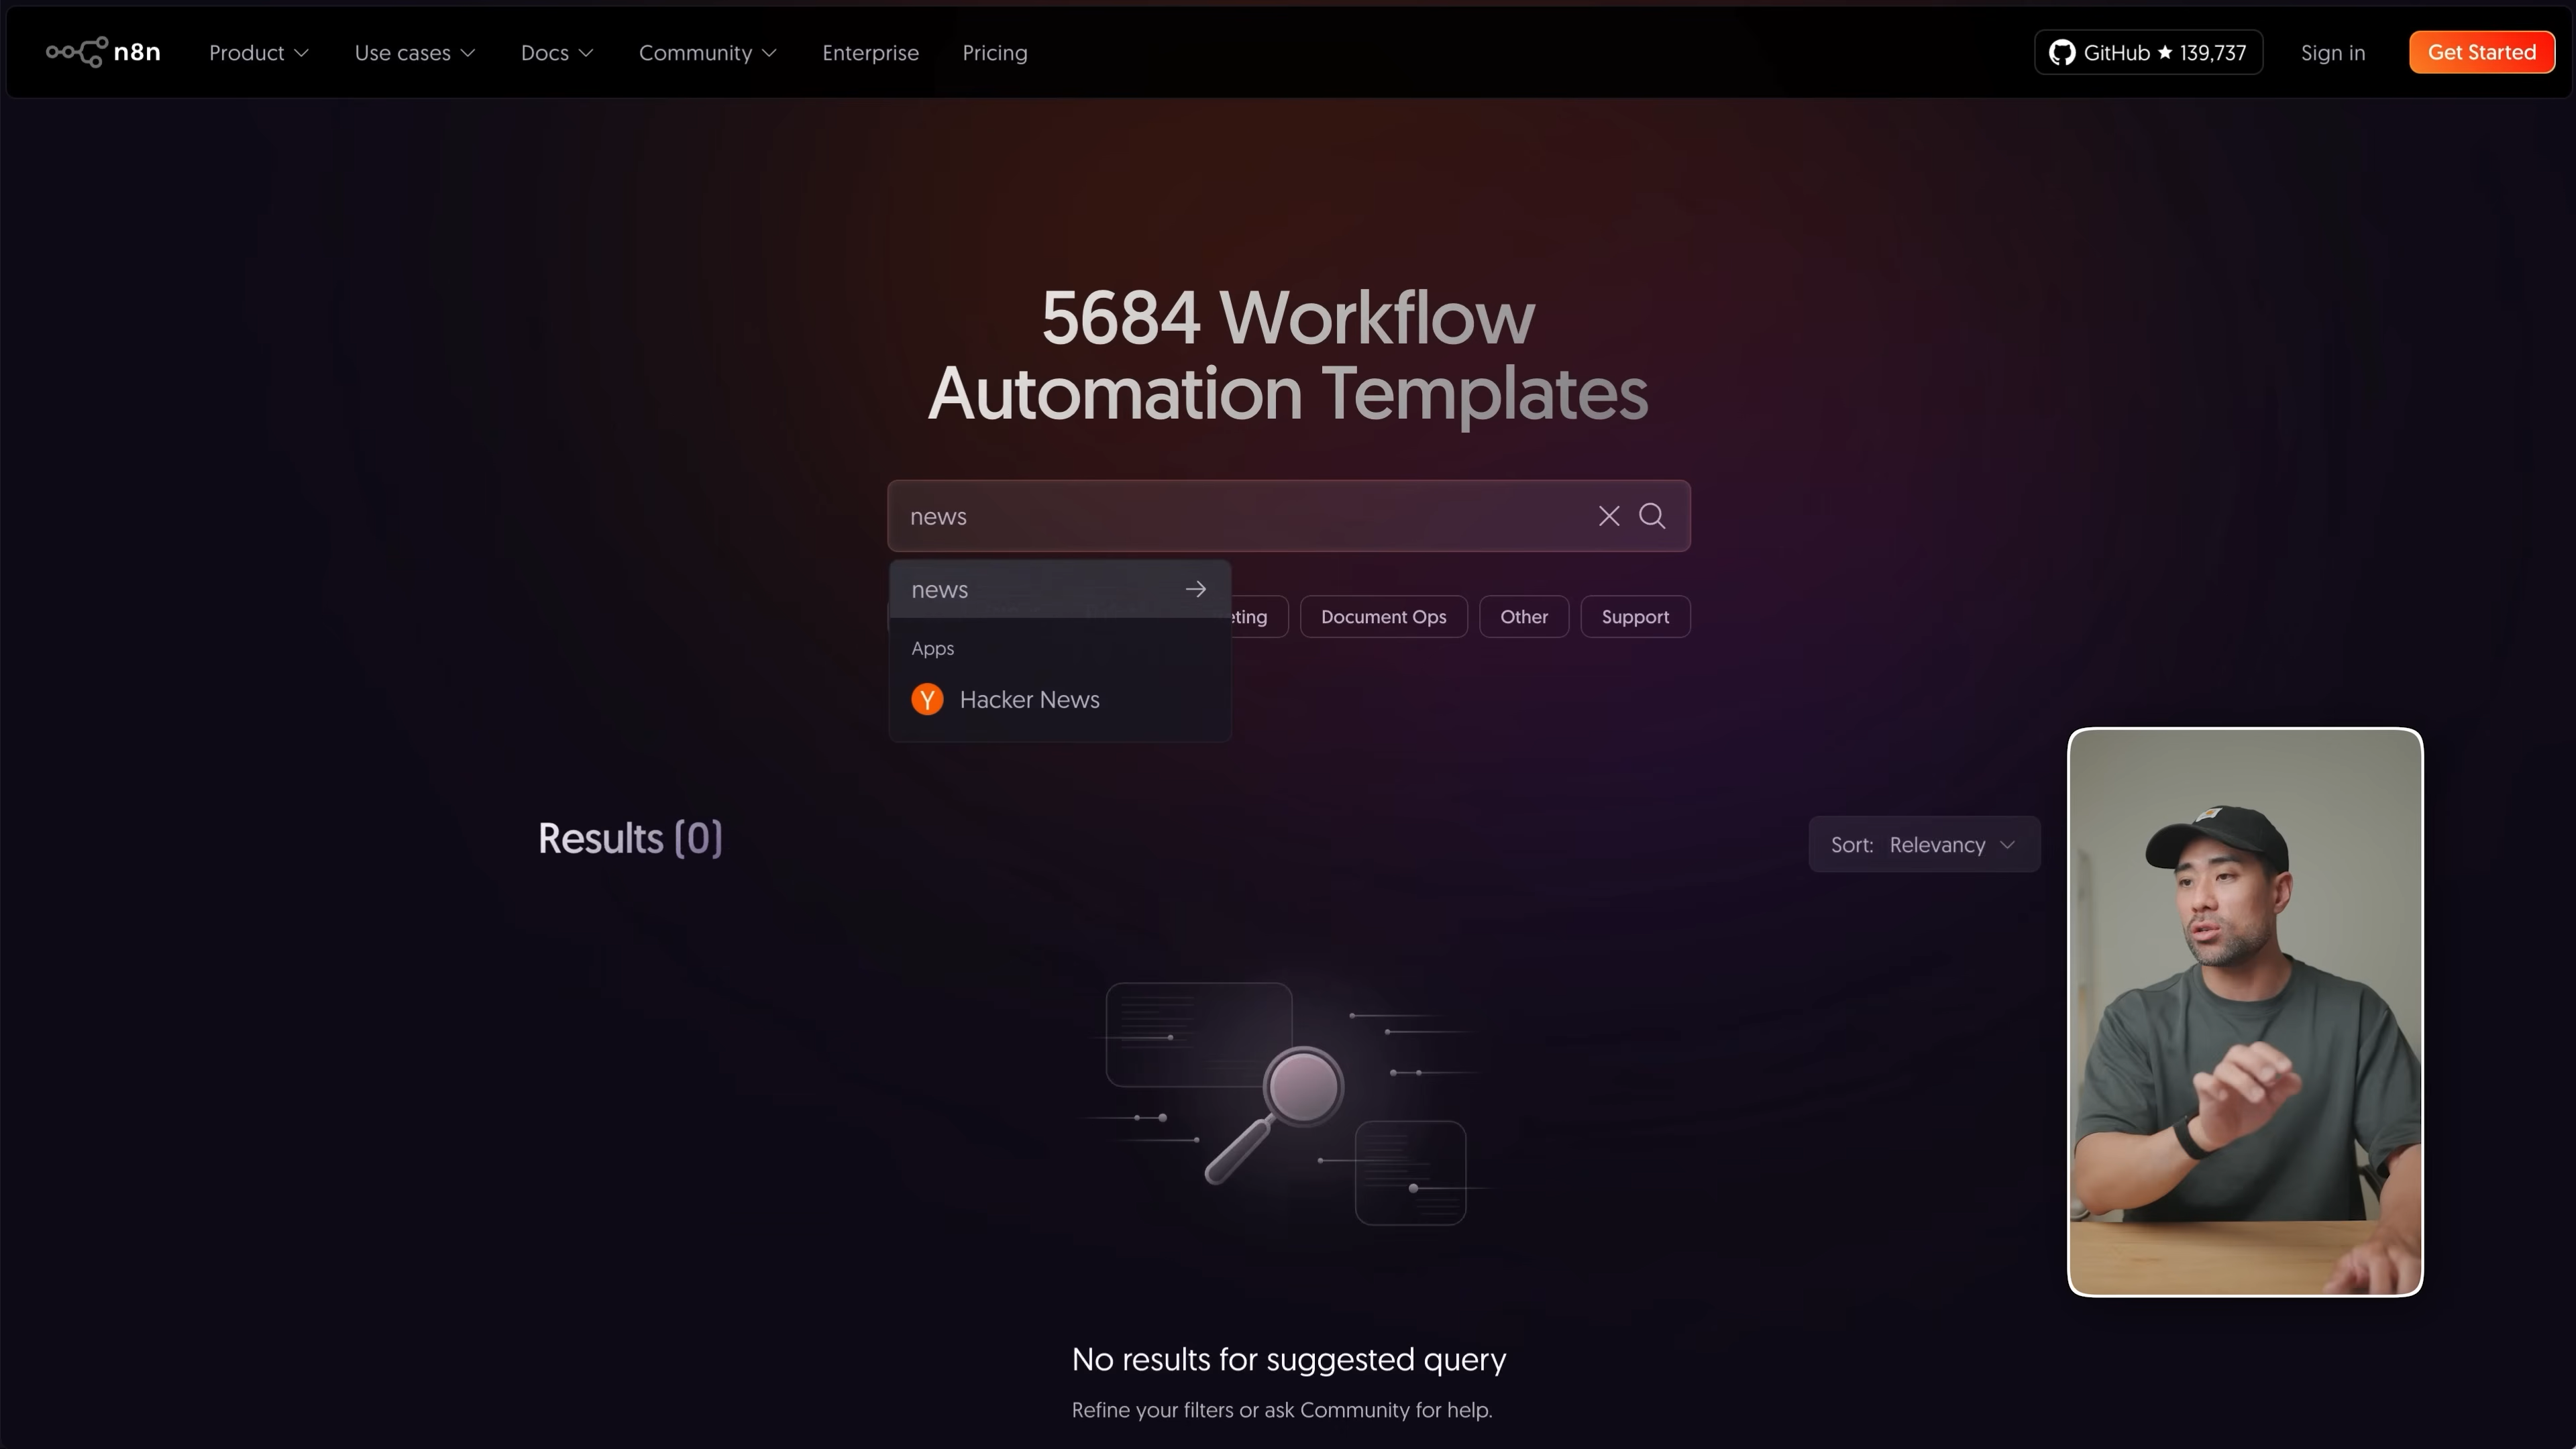 n8n Product Use cases Docs Community Enterprise Pricing GitHub ★ 139,737 Sign in Get Started
5684 Workflow
Automation Templates
news
news
eting Document Ops Other Support
Apps
Y Hacker News
Results (0)
Sort: Relevancy
No results for suggested query
Refine your filters or ask Community for help.